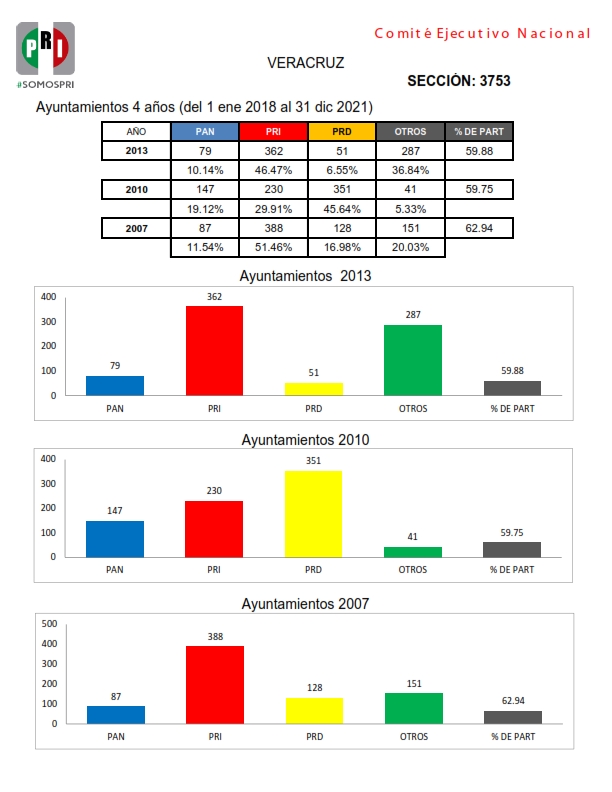 Comité Ejecutivo Nacional
PRI
#SOMOSPRI
VERACRUZ
SECCIÓN: 3753
Ayuntamientos 4 años (del 1 ene 2018 al 31 dic 2021)
AÑO PAN PRI PRD OTROS % DE PART
2013 79 362 51 287 59.88
10.14% 46.47% 6.55% 36.84%
2010 147 230 351 41 59.75
19.12% 29.91% 45.64% 5.33%
2007 87 388 128 151 62.94
11.54% 51.46% 16.98% 20.03%
Ayuntamientos 2013
400
300
200
100
0
79 362 51 287 59.88
PAN PRI PRD OTROS % DE PART
Ayuntamientos 2010
400
300
200
100
0
147 230 351 41 59.75
PAN PRI PRD OTROS % DE PART
Ayuntamientos 2007
500
400
300
200
100
0
87 388 128 151 62.94
PAN PRI PRD OTROS % DE PART